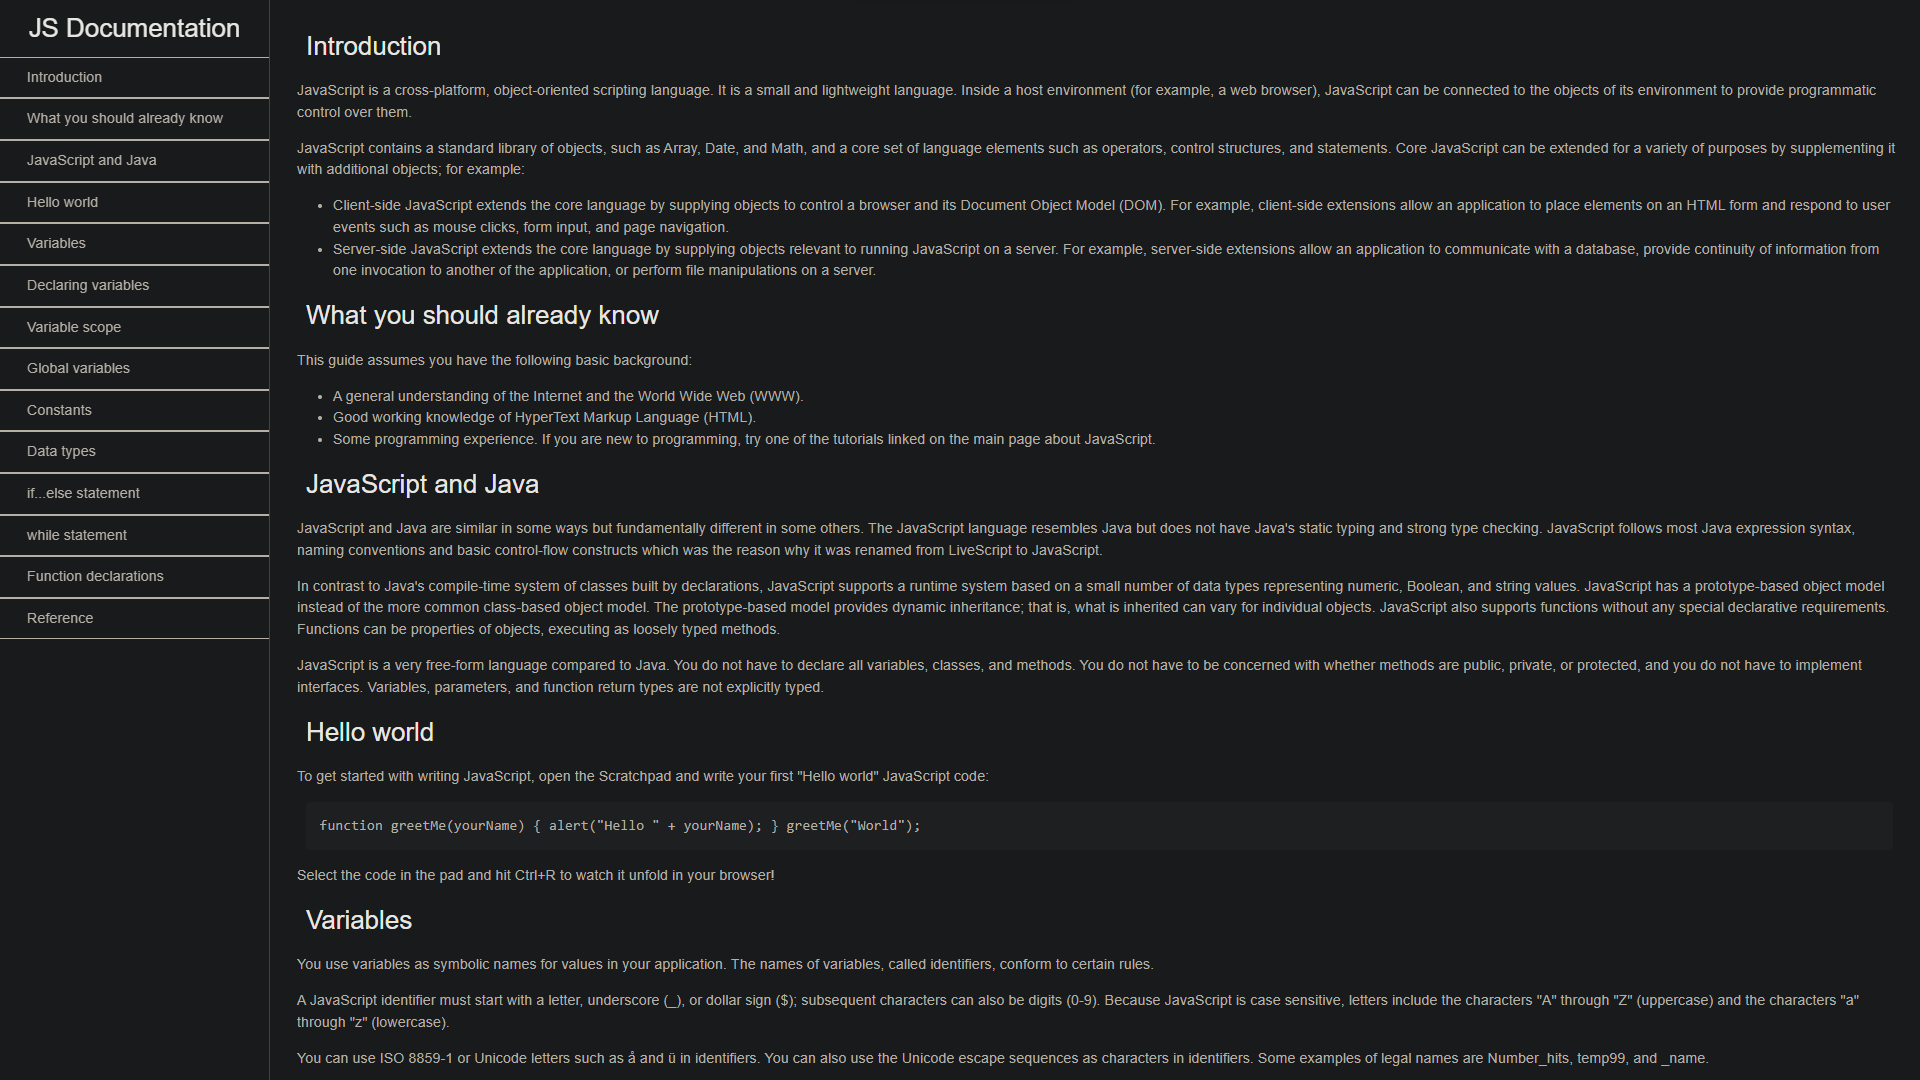 JS Documentation
Introduction
What you should already know
JavaScript and Java
Hello world
Variables
Declaring variables
Variable scope
Global variables
Constants
Data types
if...else statement
while statement
Function declarations
Reference
Introduction
JavaScript is a cross-platform, object-oriented scripting language. It is a small and lightweight language. Inside a host environment (for example, a web browser), JavaScript can be connected to the objects of its environment to provide programmatic
control over them.
JavaScript contains a standard library of objects, such as Array, Date, and Math, and a core set of language elements such as operators, control structures, and statements. Core JavaScript can be extended for a variety of purposes by supplementing it
with additional objects; for example:
• Client-side JavaScript extends the core language by supplying objects to control a browser and its Document Object Model (DOM). For example, client-side extensions allow an application to place elements on an HTML form and respond to user
events such as mouse clicks, form input, and page navigation.
• Server-side JavaScript extends the core language by supplying objects relevant to running JavaScript on a server. For example, server-side extensions allow an application to communicate with a database, provide continuity of information from
one invocation to another of the application, or perform file manipulations on a server.
What you should already know
This guide assumes you have the following basic background:
• A general understanding of the Internet and the World Wide Web (WWW).
• Good working knowledge of HyperText Markup Language (HTML).
• Some programming experience. If you are new to programming, try one of the tutorials linked on the main page about JavaScript.
JavaScript and Java
JavaScript and Java are similar in some ways but fundamentally different in some others. The JavaScript language resembles Java but does not have Java's static typing and strong type checking. JavaScript follows most Java expression syntax,
naming conventions and basic control-flow constructs which was the reason why it was renamed from LiveScript to JavaScript.
In contrast to Java's compile-time system of classes built by declarations, JavaScript supports a runtime system based on a small number of data types representing numeric, Boolean, and string values. JavaScript has a prototype-based object model
instead of the more common class-based object model. The prototype-based model provides dynamic inheritance; that is, what is inherited can vary for individual objects. JavaScript also supports functions without any special declarative requirements.
Functions can be properties of objects, executing as loosely typed methods.
JavaScript is a very free-form language compared to Java. You do not have to declare all variables, classes, and methods. You do not have to be concerned with whether methods are public, private, or protected, and you do not have to implement
interfaces. Variables, parameters, and function return types are not explicitly typed.
Hello world
To get started with writing JavaScript, open the Scratchpad and write your first "Hello world" JavaScript code:
function greetMe(yourName) { alert("Hello " + yourName); } greetMe("World");
Select the code in the pad and hit Ctrl+R to watch it unfold in your browser!
Variables
You use variables as symbolic names for values in your application. The names of variables, called identifiers, conform to certain rules.
A JavaScript identifier must start with a letter, underscore (_), or dollar sign ($); subsequent characters can also be digits (0-9). Because JavaScript is case sensitive, letters include the characters "A" through "Z" (uppercase) and the characters "a"
through "z" (lowercase).
You can use ISO 8859-1 or Unicode letters such as å and ü in identifiers. You can also use the Unicode escape sequences as characters in identifiers. Some examples of legal names are Number_hits, temp99, and _name.